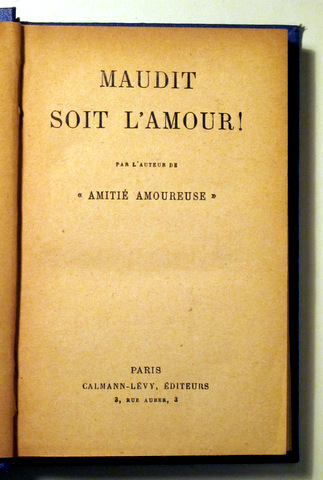 MAUDIT
SOIT L'AMOUR!
PAR L'AUTEUR DE
« AMITIÉ AMOUREUSE »
PARIS
CALMANN-LÉVY, ÉDITEURS
3, RUE AUBER, 3